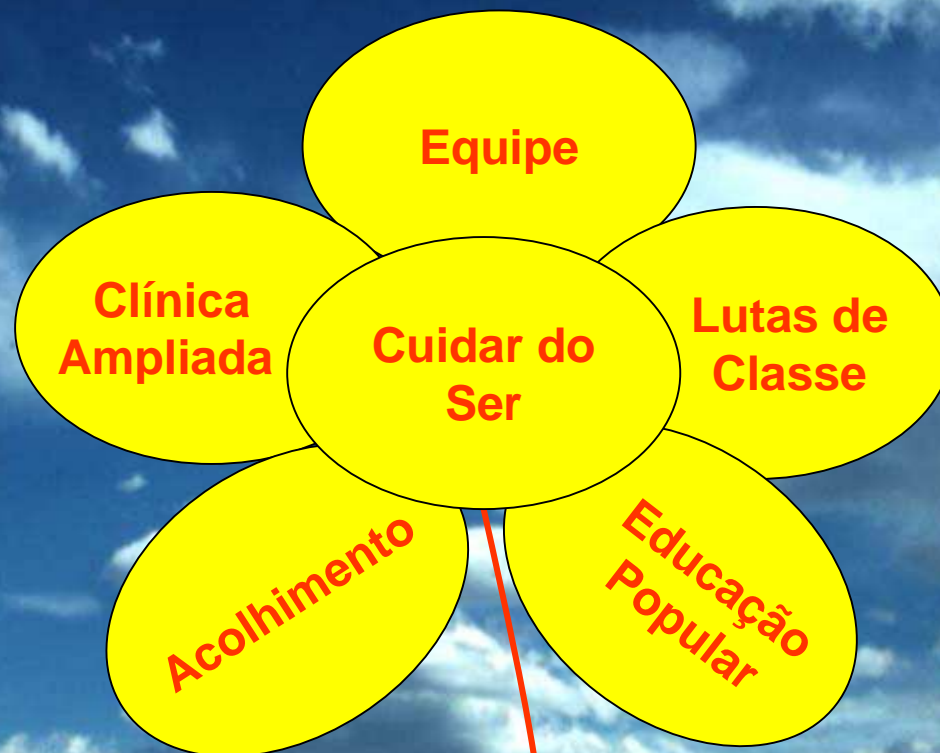 Equipe
Clínica
Ampliada
Cuidar do
Ser
Lutas de
Classe
Acolhimento
Educação
Popular